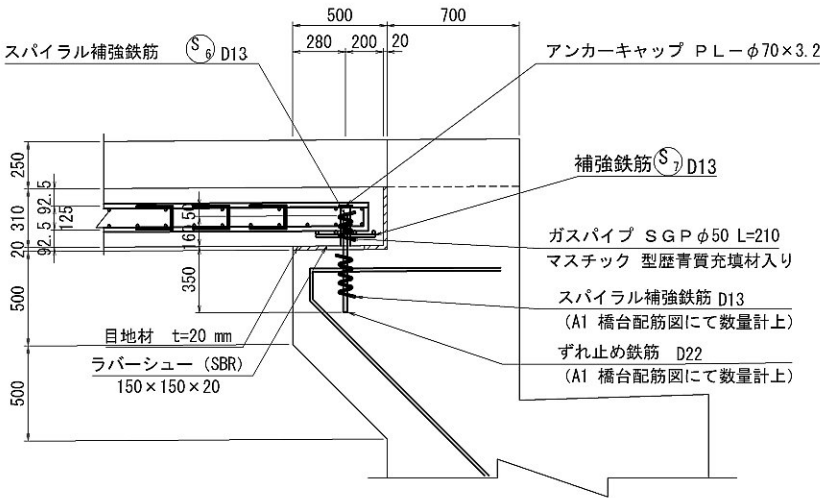 500
700
280
200
20
スパイラル補強鉄筋 S6 D13
アンカーキャップ PL-φ70×3.2
250
92.5
310
125
92.5
20
50
16
350
500
500
補強鉄筋 S7 D13
ガスパイプ SGPφ50 L=210
マスチック 型歴青質充填材入り
スパイラル補強鉄筋 D13
(A1 橋台配筋図にて数量計上)
ずれ止め鉄筋 D22
(A1 橋台配筋図にて数量計上)
目地材 t=20 mm
ラバーシュー (SBR)
150×150×20